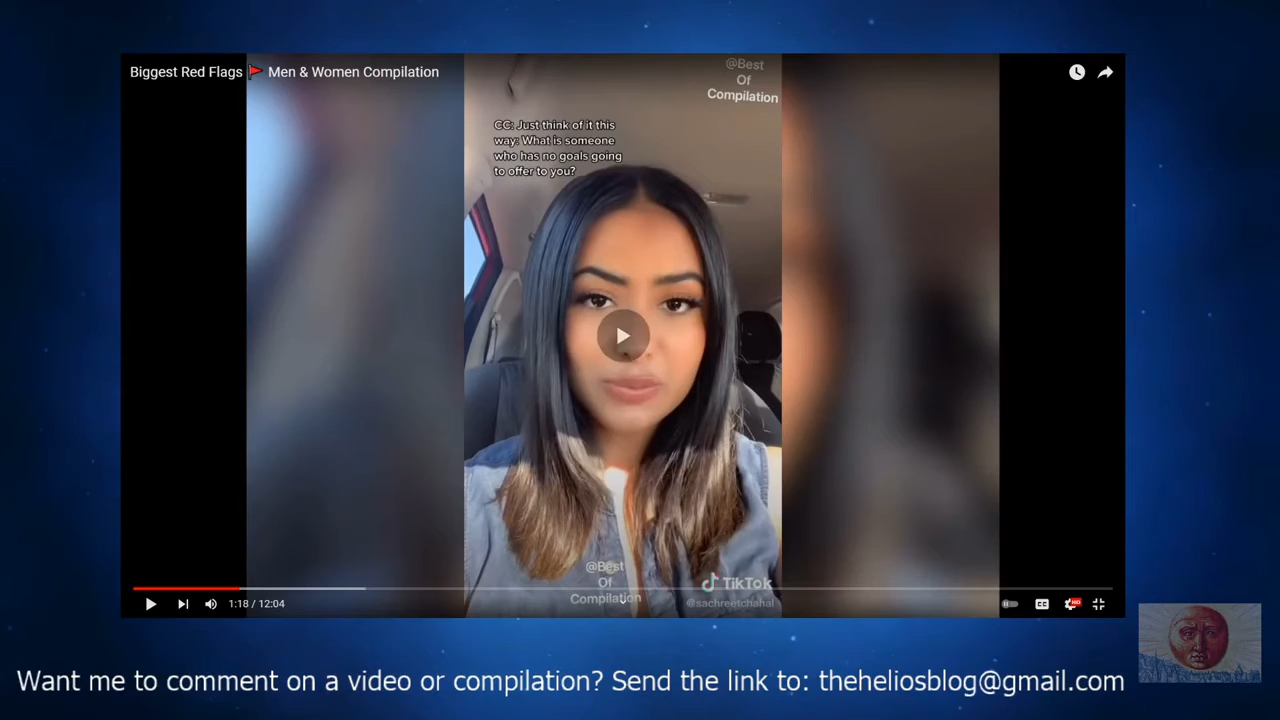 Biggest Red Flags 🚩 Men & Women Compilation
@Best
Of
Compilation
CC: Just think of it this
way: What is someone
who has no goals going
to offer to you?
@Best
Of
Compilation
TikTok
@sachreetchahal
1:18 / 12:04
CC
HD
Want me to comment on a video or compilation? Send the link to: theheliosblog@gmail.com